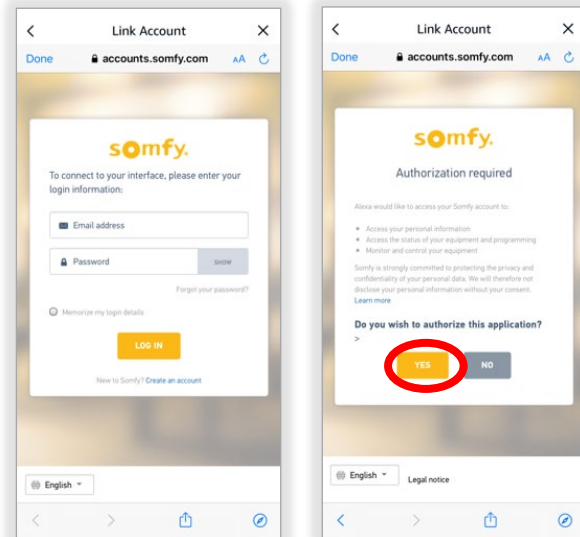 Link Account
Done
accounts.somfy.com
AA
somfy.
To connect to your interface, please enter your
login information:
Email address
Password
SHOW
Forgot your password?
Memorize my login details
LOG IN
New to Somfy? Create an account
English
Link Account
Done
accounts.somfy.com
AA
somfy.
Authorization required
Alexa would like to access your Somfy account to:
Access your personal information
Access the status of your equipment and programming
Monitor and control your equipment
Somfy is strongly committed to protecting the privacy and
confidentiality of your personal data. We will therefore not
disclose your personal information without your consent.
Learn more
Do you wish to authorize this application?
>
YES
NO
English
Legal notice